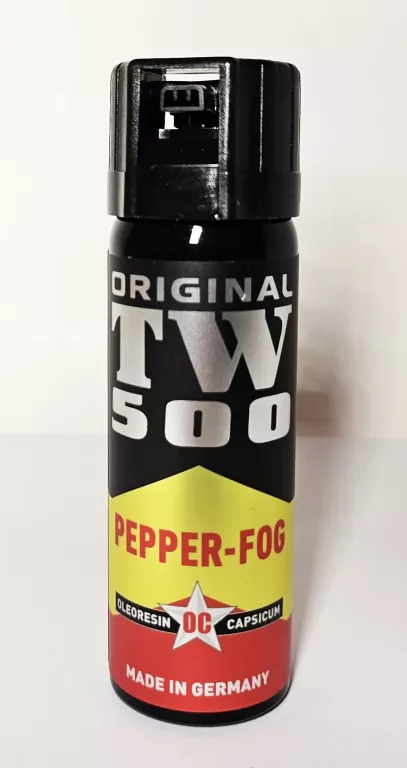 ORIGINAL
TW
500
PEPPER-FOG
OLEORESIN OC CAPSICUM
MADE IN GERMANY